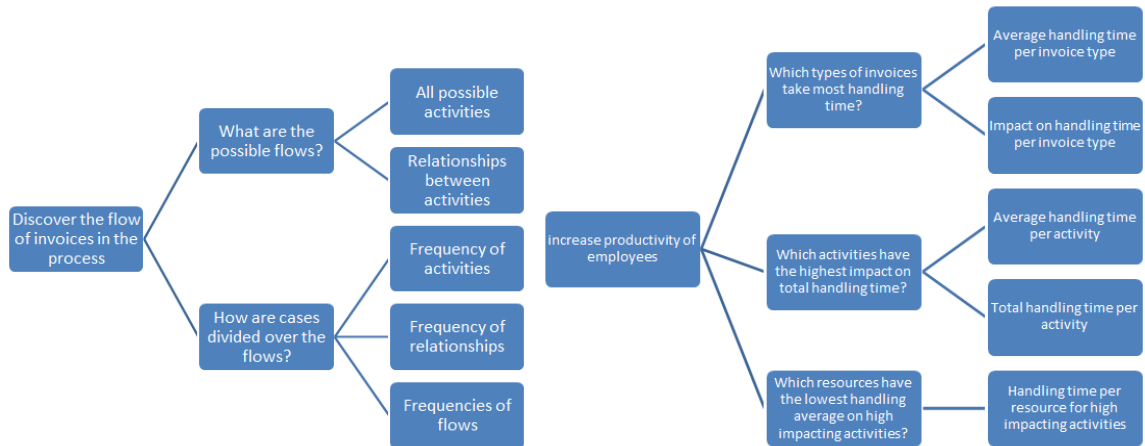 Discover the flow
of invoices in the
process
What are the
possible flows?
All possible
activities
Relationships
between
activities
How are cases
divided over the
flows?
Frequency of
activities
Frequency of
relationships
Frequencies of
flows
increase productivity of
employees
Which types of invoices
take most handling
time?
Average handling time
per invoice type
Impact on handling time
per invoice type
Which activities have
the highest impact on
total handling time?
Average handling time
per activity
Total handling time per
activity
Which resources have
the lowest handling
average on high
impacting activities?
Handling time per
resource for high
impacting activities